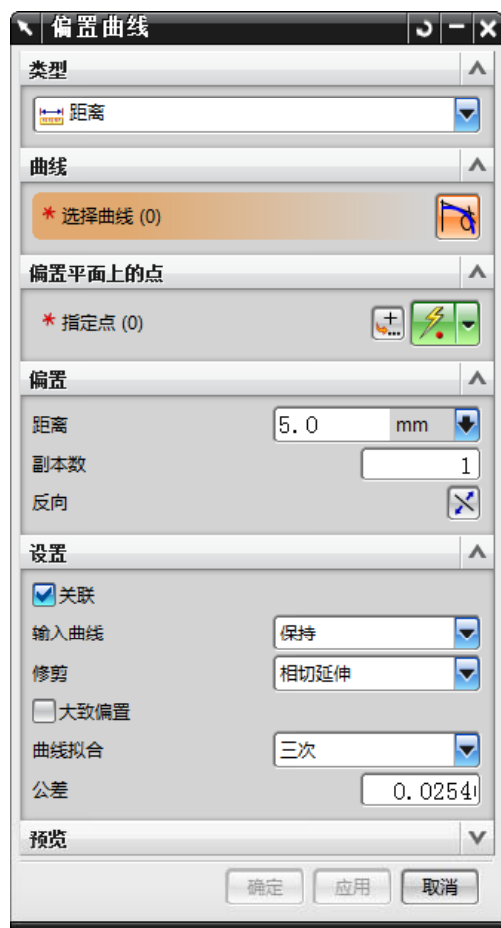 偏置曲线
类型
距离
曲线
* 选择曲线 (0)
偏置平面上的点
* 指定点 (0)
偏置
距离 5.0 mm
副本数 1
反向
设置
关联
输入曲线 保持
修剪 相切延伸
大致偏置
曲线拟合 三次
公差 0.0254
预览
确定 应用 取消